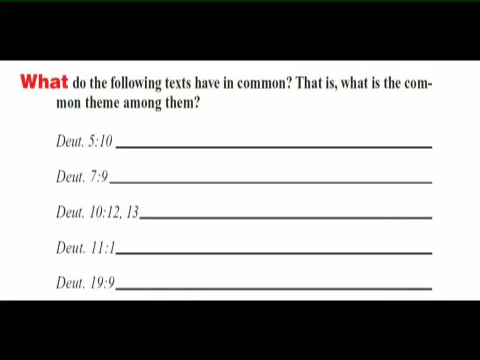 What do the following texts have in common? That is, what is the com-
mon theme among them?
Deut. 5:10
Deut. 7:9
Deut. 10:12, 13
Deut. 11:1
Deut. 19:9